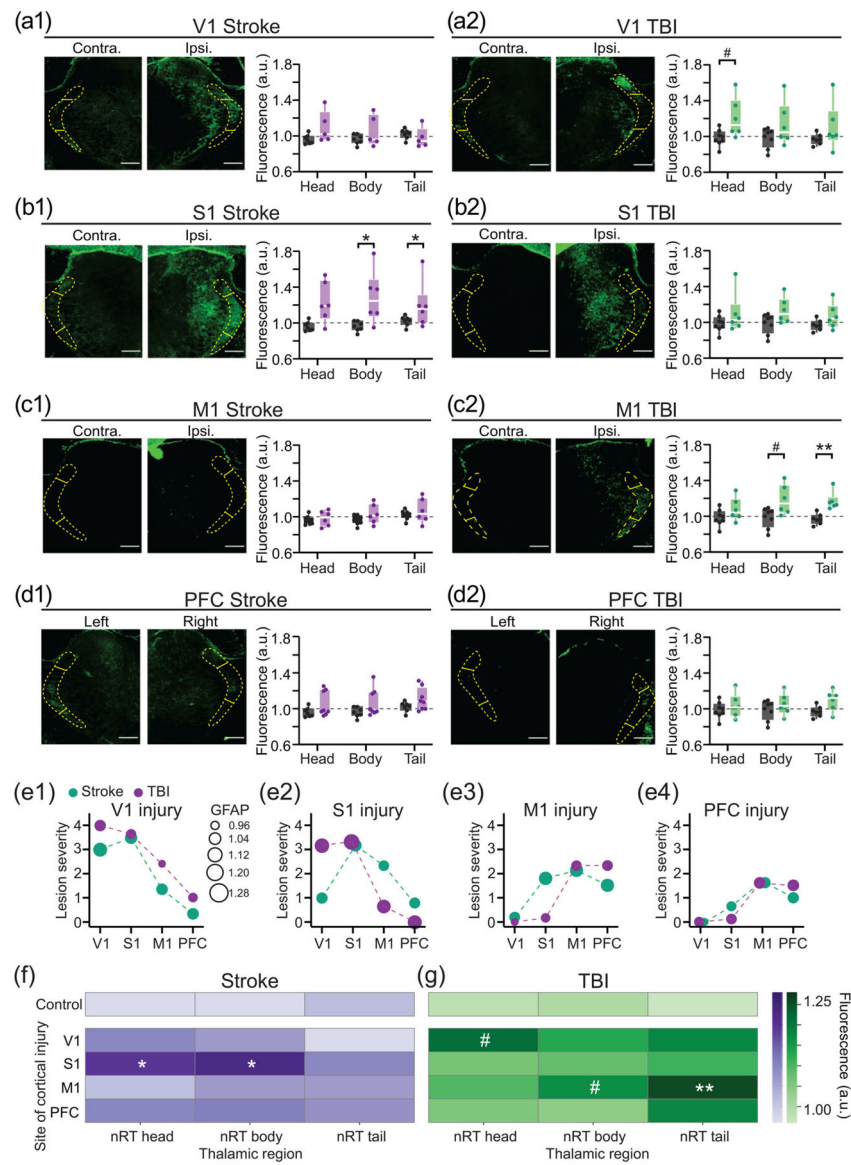 (a1) V1 Stroke
Contra. Ipsi.
Fluorescence (a.u.)
1.8
1.4
1.0
0.6
Head Body Tail
(a2) V1 TBI
Contra. Ipsi.
Fluorescence (a.u.)
1.8
1.4
1.0
0.6
#
Head Body Tail
(b1) S1 Stroke
Contra. Ipsi.
Fluorescence (a.u.)
1.8
1.4
1.0
0.6
* *
Head Body Tail
(b2) S1 TBI
Contra. Ipsi.
Fluorescence (a.u.)
1.8
1.4
1.0
0.6
Head Body Tail
(c1) M1 Stroke
Contra. Ipsi.
Fluorescence (a.u.)
1.8
1.4
1.0
0.6
Head Body Tail
(c2) M1 TBI
Contra. Ipsi.
Fluorescence (a.u.)
1.8
1.4
1.0
0.6
# **
Head Body Tail
(d1) PFC Stroke
Left Right
Fluorescence (a.u.)
1.8
1.4
1.0
0.6
Head Body Tail
(d2) PFC TBI
Left Right
Fluorescence (a.u.)
1.8
1.4
1.0
0.6
Head Body Tail
(e1) Stroke TBI
V1 injury
GFAP
0.96
1.04
1.12
1.20
1.28
Lesion severity
4
3
2
1
0
V1 S1 M1 PFC
(e2) S1 injury
Lesion severity
4
3
2
1
0
V1 S1 M1 PFC
(e3) M1 injury
Lesion severity
4
3
2
1
0
V1 S1 M1 PFC
(e4) PFC injury
Lesion severity
4
3
2
1
0
V1 S1 M1 PFC
(f) Stroke
Control
Site of cortical injury
V1
S1 * *
M1
PFC
nRT head nRT body nRT tail
Thalamic region
(g) TBI
#
# **
nRT head nRT body nRT tail
Thalamic region
1.25
1.00
Fluorescence (a.u.)